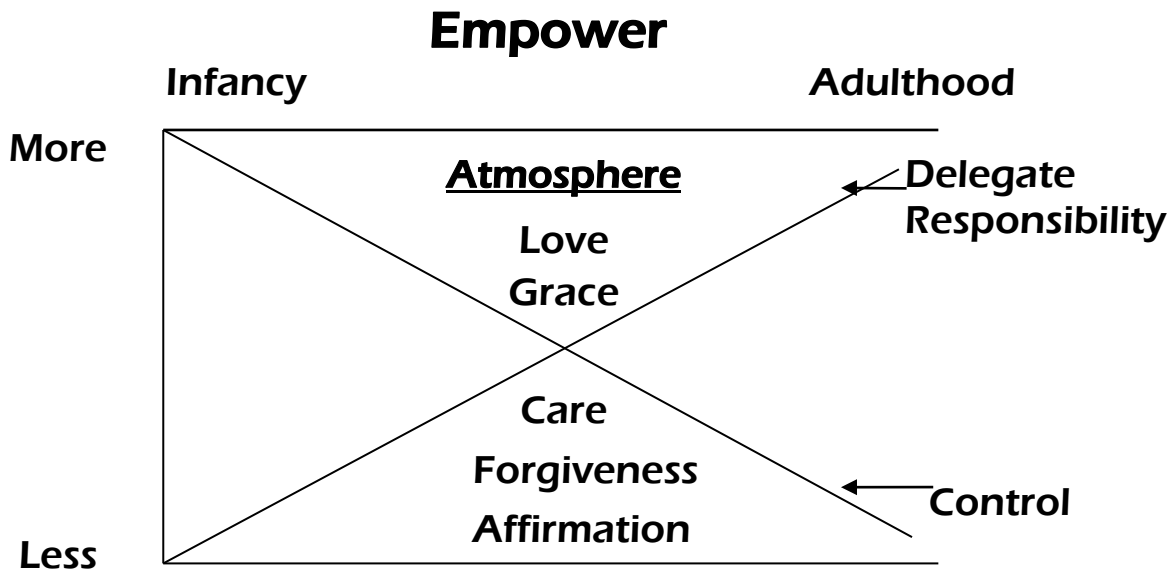 Empower
Infancy
Adulthood
More
Atmosphere
Delegate
Responsibility
Love
Grace
Care
Forgiveness
Control
Affirmation
Less